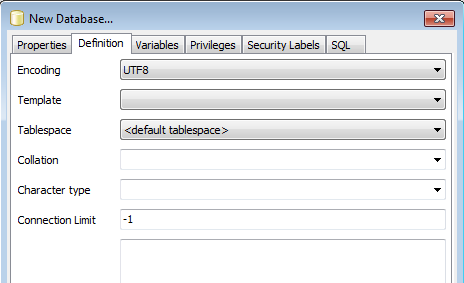 New Database...
Properties Definition Variables Privileges Security Labels SQL
Encoding UTF8
Template
Tablespace <default tablespace>
Collation
Character type
Connection Limit -1